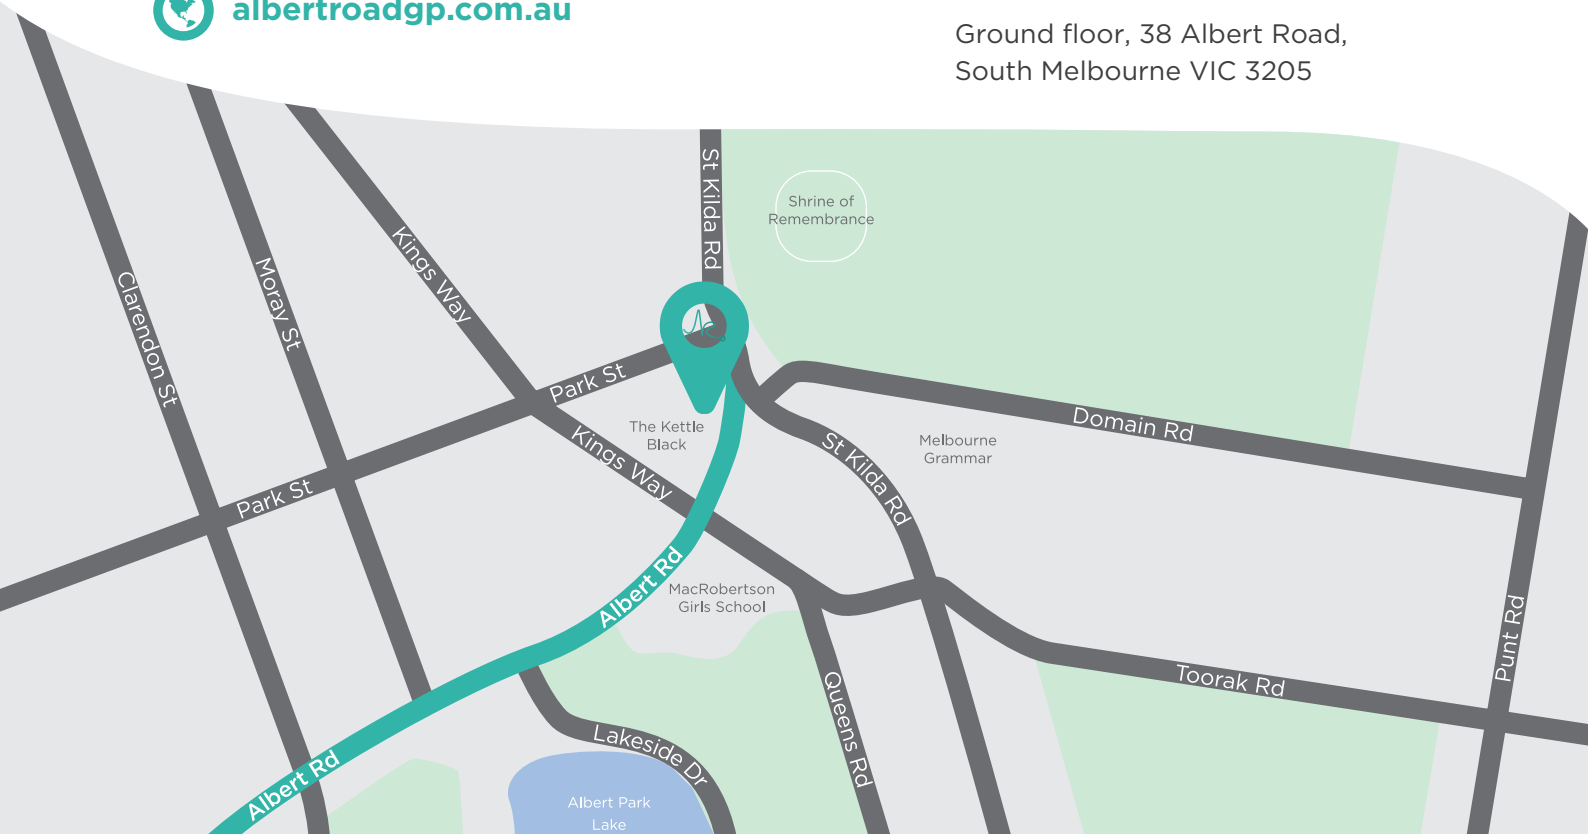 albertroadgp.com.au
Ground floor, 38 Albert Road,
South Melbourne VIC 3205
St Kilda Rd
Shrine of
Remembrance
Kings Way
Moray St
Clarendon St
Park St
The Kettle
Black
Kings Way
St Kilda Rd
Melbourne
Grammar
Domain Rd
Park St
Albert Rd
MacRobertson
Girls School
Punt Rd
Toorak Rd
Queens Rd
Lakeside Dr
Albert Rd
Albert Park
Lake